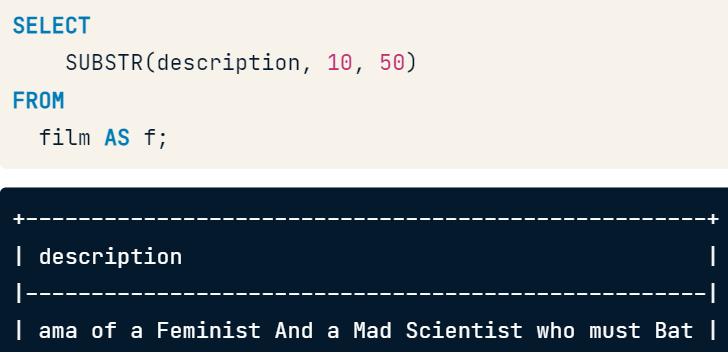 SELECT
SUBSTR(description, 10, 50)
FROM
film AS f;
+----------------------------------------------------+
| description |
|----------------------------------------------------|
| ama of a Feminist And a Mad Scientist who must Bat |